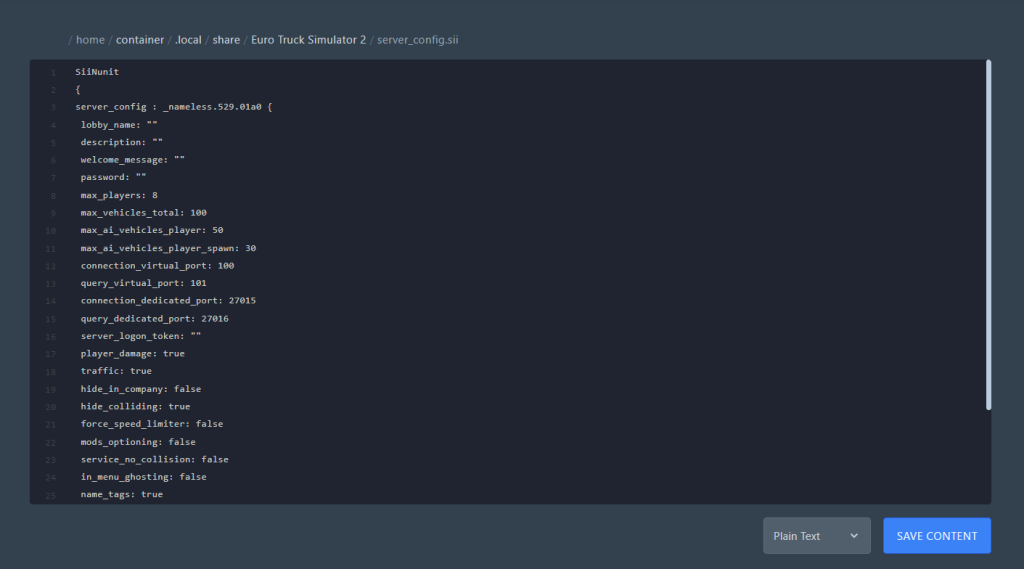 / home / container / .local / share / Euro Truck Simulator 2 / server_config.sii
1 SiiNunit
2 {
3 server_config : _nameless.529.01a0 {
4 lobby_name: ""
5 description: ""
6 welcome_message: ""
7 password: ""
8 max_players: 8
9 max_vehicles_total: 100
10 max_ai_vehicles_player: 50
11 max_ai_vehicles_player_spawn: 30
12 connection_virtual_port: 100
13 query_virtual_port: 101
14 connection_dedicated_port: 27015
15 query_dedicated_port: 27016
16 server_logon_token: ""
17 player_damage: true
18 traffic: true
19 hide_in_company: false
20 hide_colliding: true
21 force_speed_limiter: false
22 mods_optioning: false
23 service_no_collision: false
24 in_menu_ghosting: false
25 name_tags: true
Plain Text
SAVE CONTENT